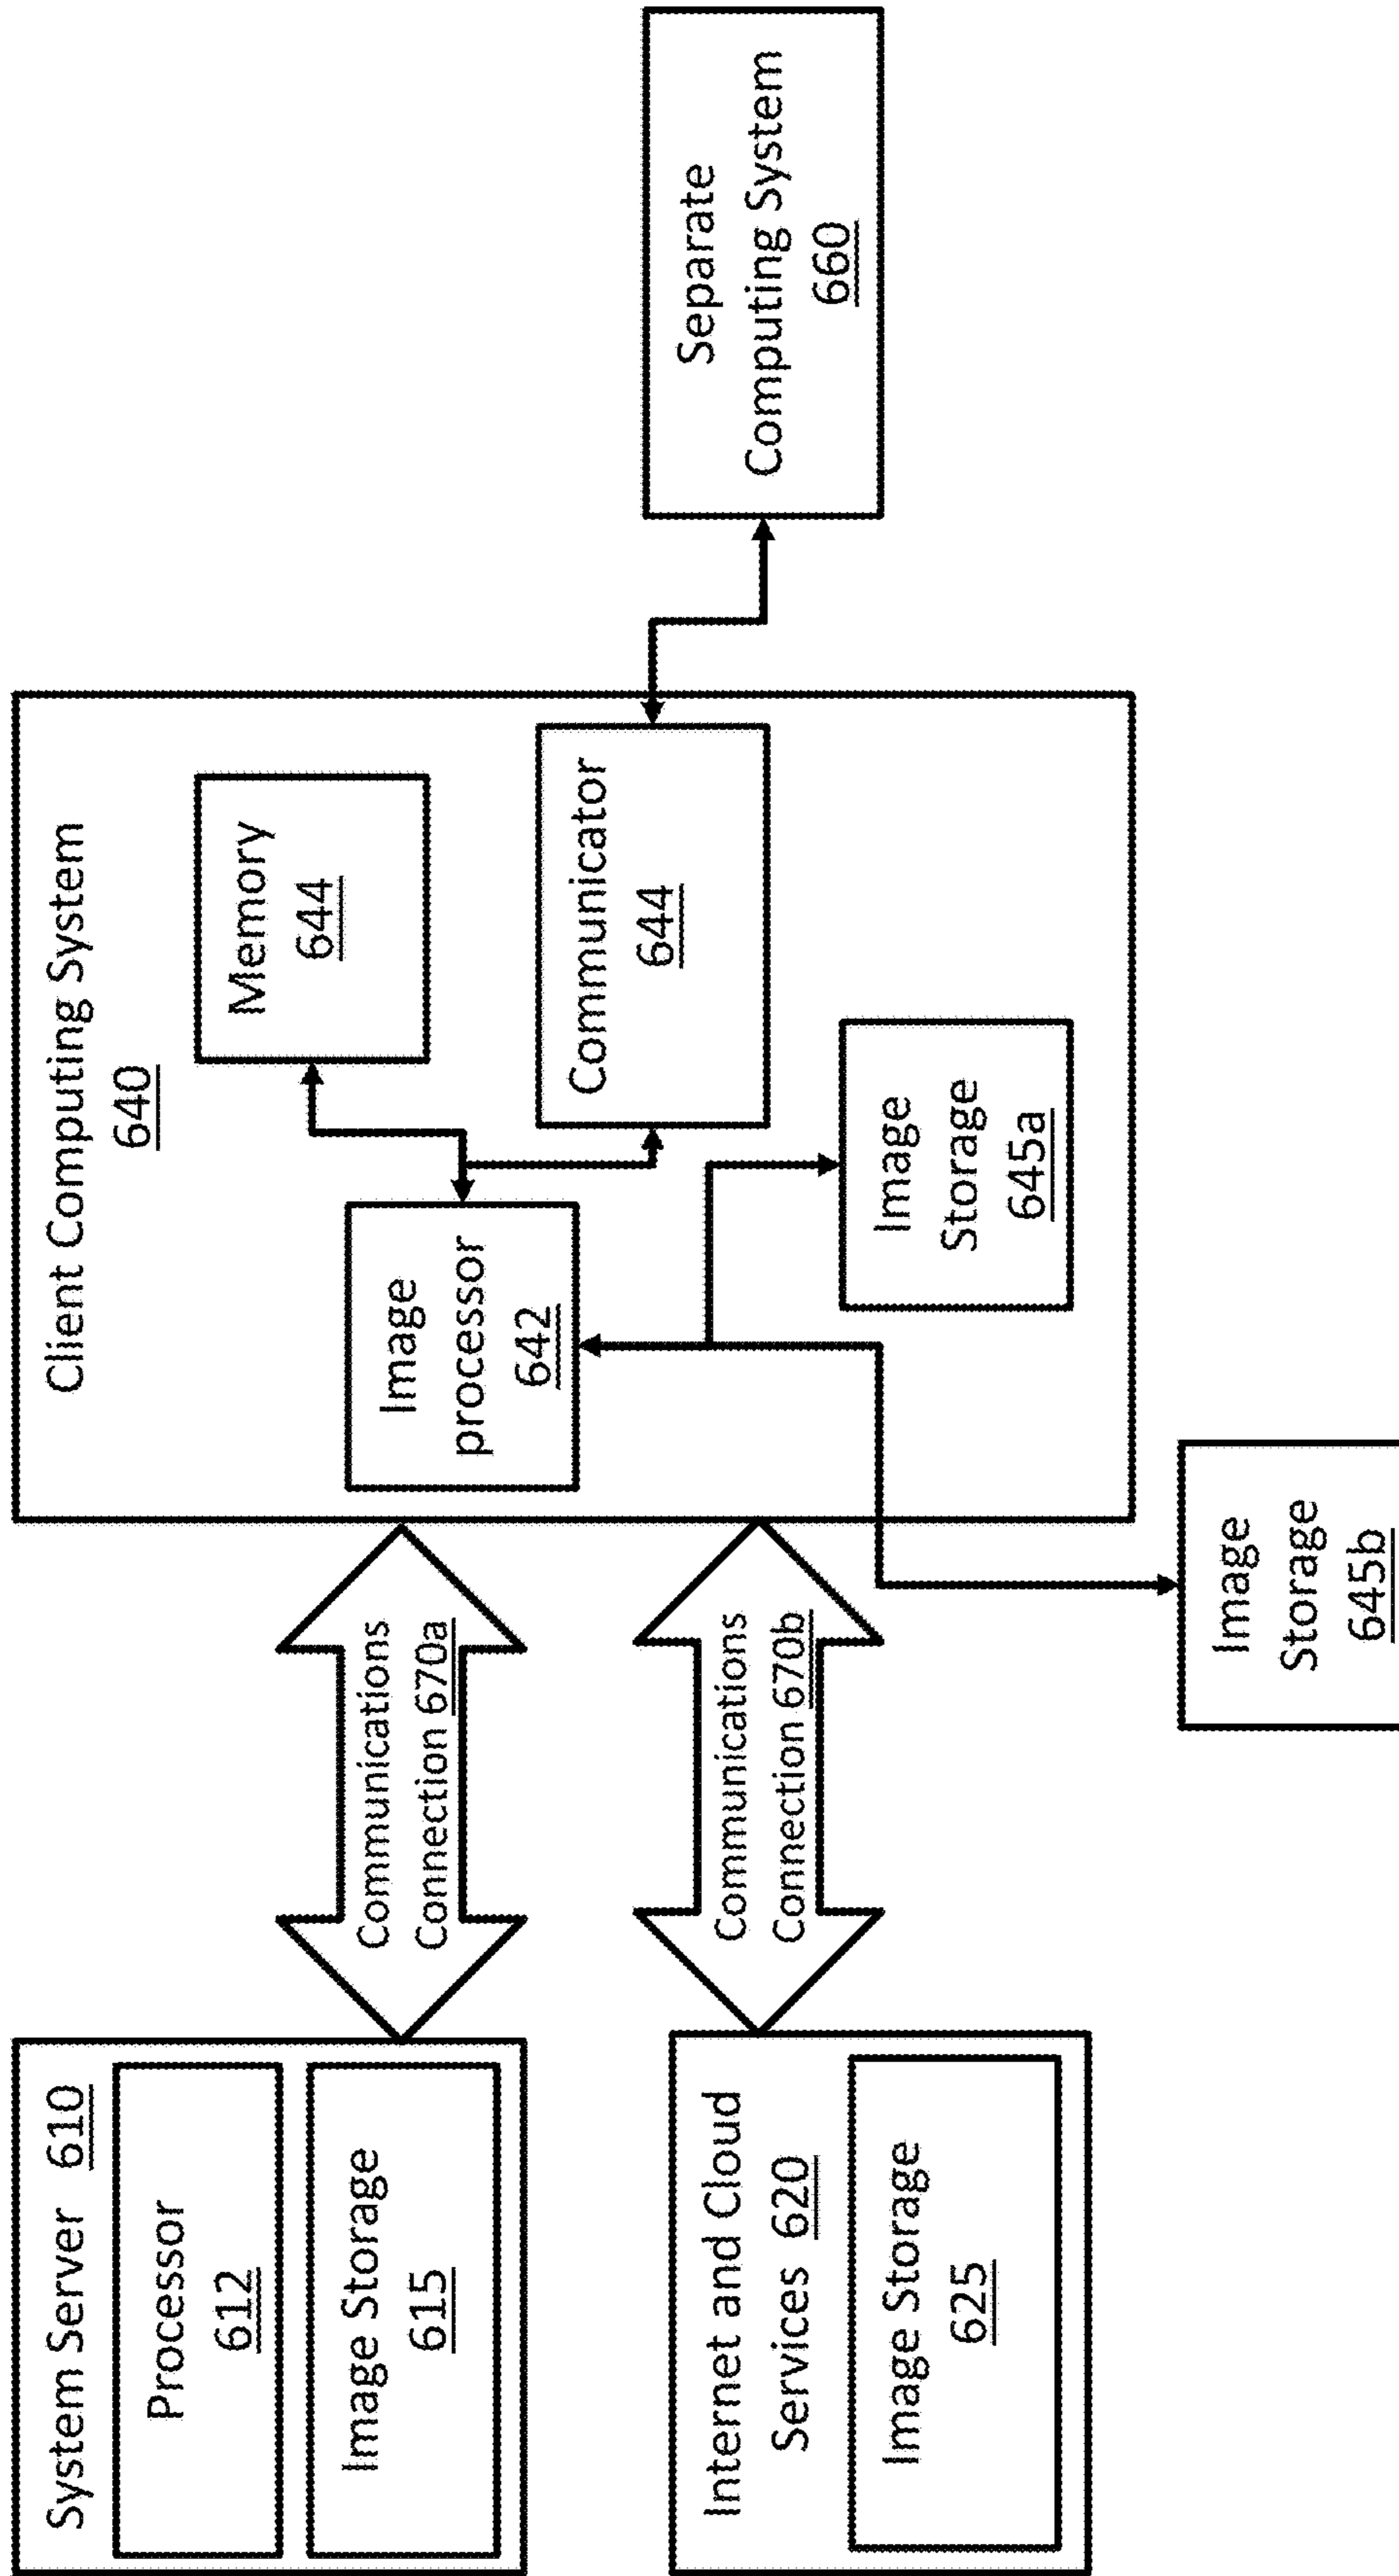 System Server 610
Processor
612
Image Storage
615
Internet and Cloud
Services 620
Image Storage
625
Communications
Connection 670a
Communications
Connection 670b
Client Computing System
640
Image
processor
642
Memory
644
Communicator
644
Image
Storage
645a
Image
Storage
645b
Separate
Computing System
660